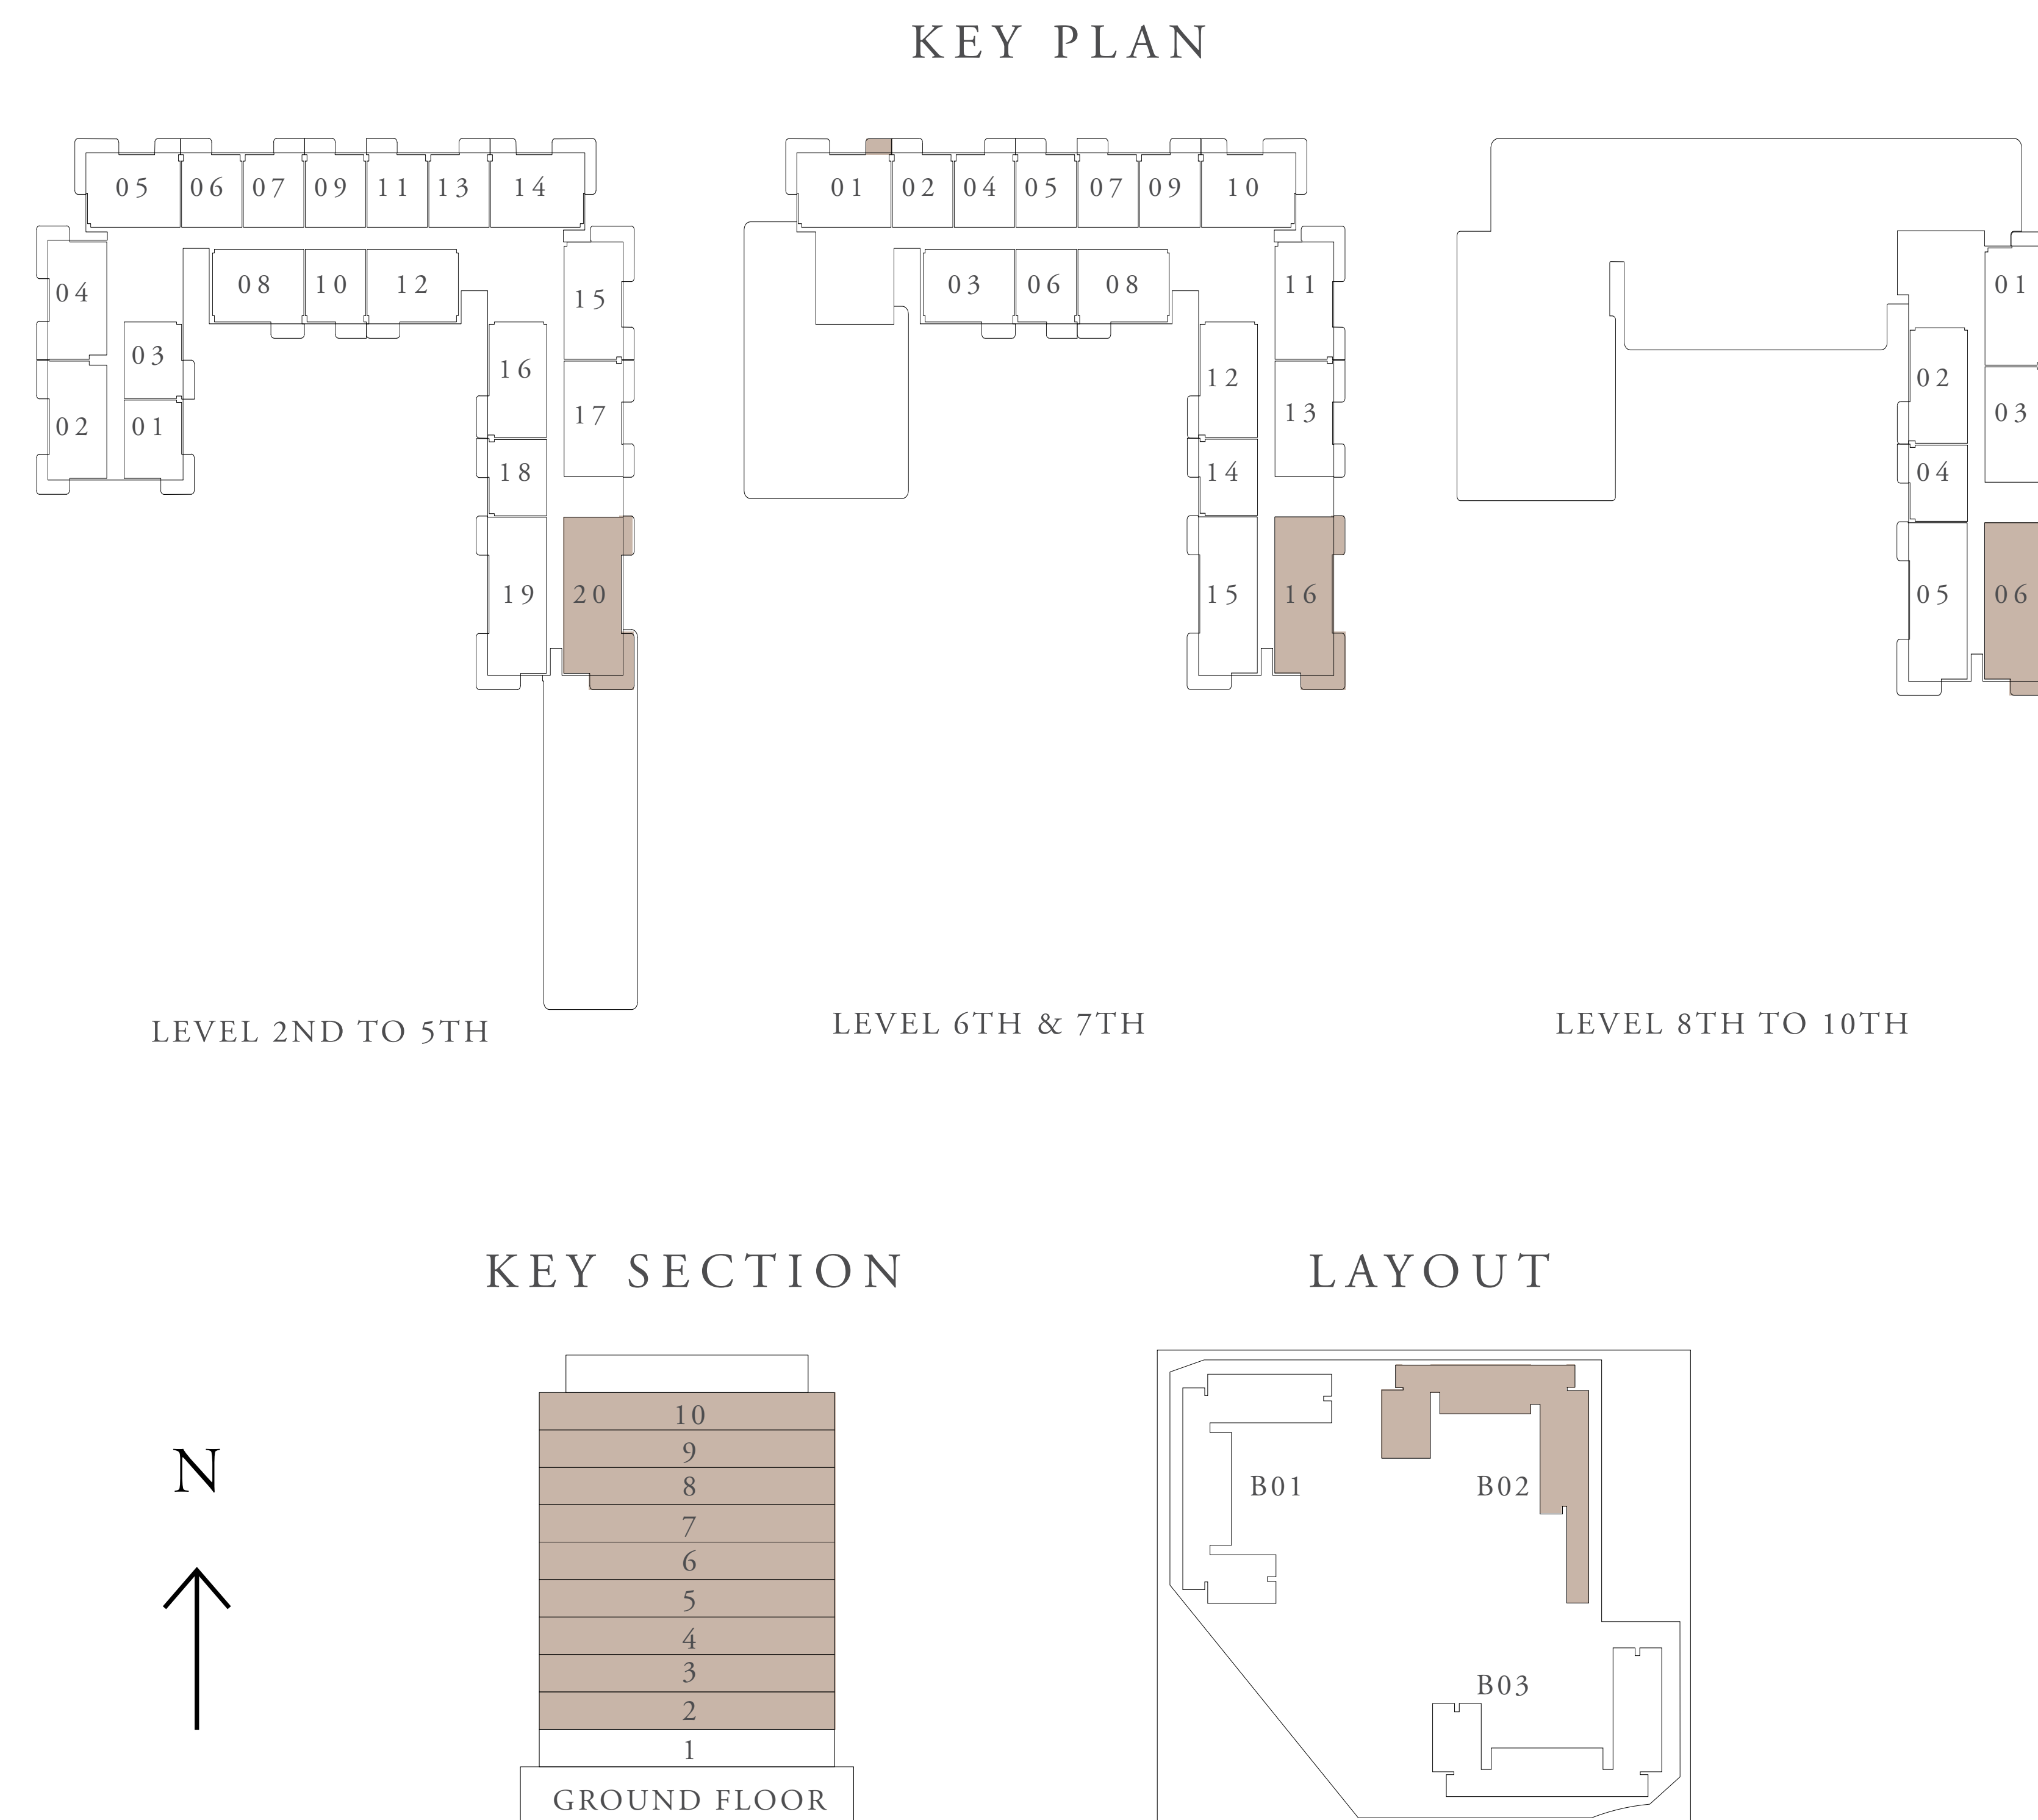 KEY PLAN
05 06 07 09 11 13 14
04 08 10 12 15
03 16
02 01 17
18
19 20
LEVEL 2ND TO 5TH
01 02 04 05 07 09 10
03 06 08 11
12 13
14
15 16
LEVEL 6TH & 7TH
01
02 03
04
05 06
LEVEL 8TH TO 10TH
KEY SECTION
10
9
8
7
6
5
4
3
2
1
GROUND FLOOR
N
LAYOUT
B01 B02
B03